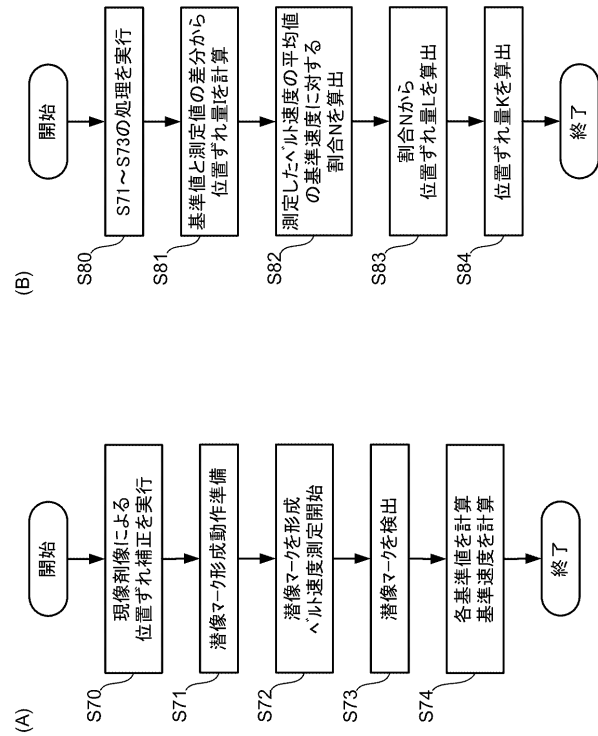 (A)
開始
S70
現像剤像による
位置ずれ補正を実行
S71
潜像マーク形成動作準備
S72
潜像マークを形成
ベルト速度測定開始
S73
潜像マークを検出
S74
各基準値を計算
基準速度を計算
終了
(B)
開始
S80
S71～S73の処理を実行
S81
基準値と測定値の差分から
位置ずれ量Iを計算
S82
測定したベルト速度の平均値
の基準速度に対する
割合Nを算出
S83
割合Nから
位置ずれ量Lを算出
S84
位置ずれ量Kを算出
終了